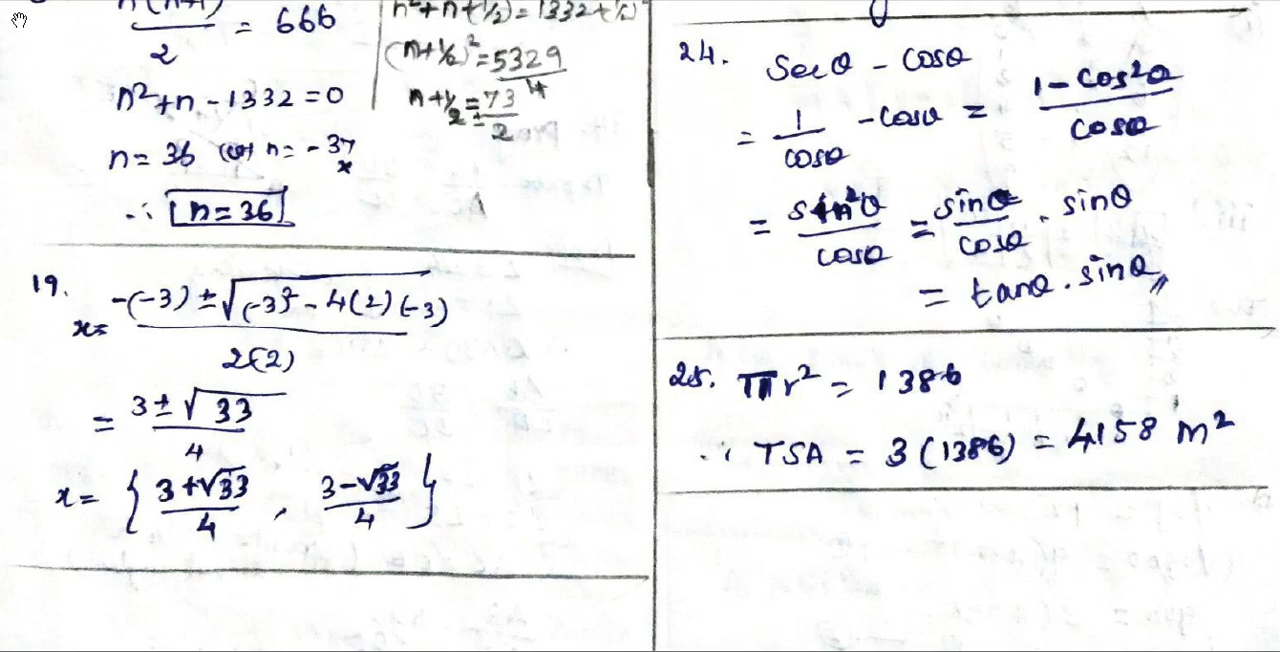 n(n+1)/2 = 666
n²+n-1332=0
n=36 (or) n=-37
x
∴ [n=36]
n²+n+(1/2)²=1332+(1/2)²
(n+1/2)²=5329/4
n+1/2=±73/2
19. x= -(-3) ± √(-3)²-4(2)(-3) / 2(2)
= 3±√33 / 4
x= { 3+√33 / 4 , 3-√33 / 4 }
24. secθ - cosθ
= 1/cosθ - cosθ = 1-cos²θ / cosθ
= sin²θ/cosθ = sinθ/cosθ . sinθ
= tanθ . sinθ
25. πr² = 1386
∴ TSA = 3(1386) = 4158 m²